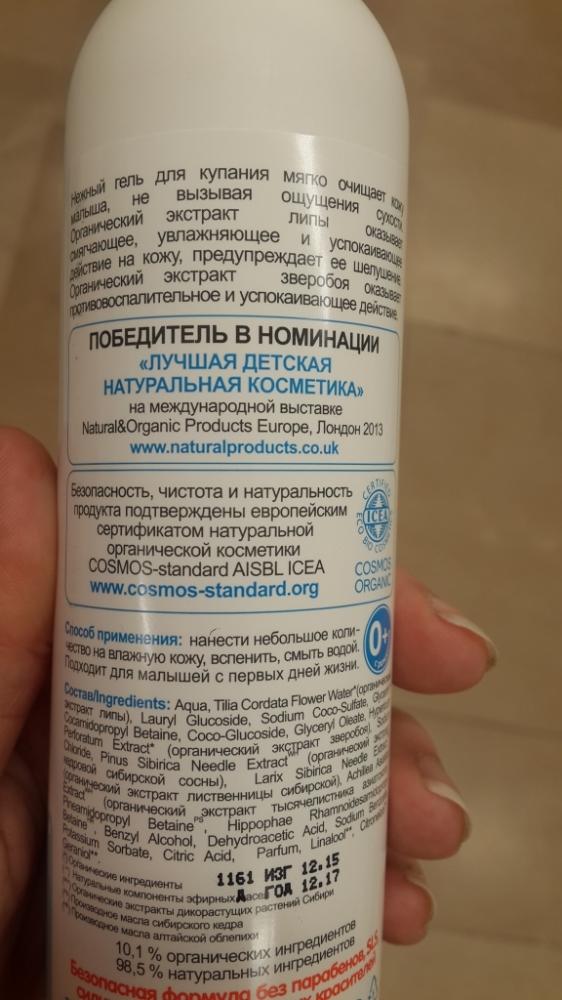 Нежный гель для купания мягко очищает кожу
малыша, не вызывая ощущения сухости.
Органический экстракт липы оказывает
смягчающее, увлажняющее и успокаивающее
действие на кожу, предупреждает ее шелушение.
Органический экстракт зверобоя оказывает
противовоспалительное и успокаивающее действие.
ПОБЕДИТЕЛЬ В НОМИНАЦИИ
«ЛУЧШАЯ ДЕТСКАЯ
НАТУРАЛЬНАЯ КОСМЕТИКА»
на международной выставке
Natural&Organic Products Europe, Лондон 2013
www.naturalproducts.co.uk
Безопасность, чистота и натуральность
продукта подтверждены европейским
сертификатом натуральной
органической косметики
COSMOS-standard AISBL ICEA
www.cosmos-standard.org
CERTIFIED
ICEA
ECO BIO COSMETICS
COSMOS
ORGANIC
Способ применения: нанести небольшое коли-
чество на влажную кожу, вспенить, смыть водой.
Подходит для малышей с первых дней жизни.
0+
Состав/Ingredients: Aqua, Tilia Cordata Flower Water*(органический
экстракт липы), Lauryl Glucoside, Sodium Coco-Sulfate,
Cocamidopropyl Betaine, Coco-Glucoside, Glyceryl Oleate,
Perforatum Extract* (органический экстракт зверобоя),
Chloride, Pinus Sibirica Needle Extract (органический
кедровой сибирской сосны), Larix Sibirica Needle
(органический экстракт лиственницы сибирской), Achillea
Extract (органический экстракт тысячелистника
Pineamidopropyl Betaine, Hippophae Rhamnoidesamidopropyl
Betaine, Benzyl Alcohol, Dehydroacetic Acid, Sodium
Potassium Sorbate, Citric Acid, Parfum, Linalool**,
Geraniol**.
Органические ингредиенты
1161 ИЗГ 12.15
Натуральные компоненты эфирных
ГОД 12.17
Органические экстракты дикорастущих растений Сибири
Производное масла сибирского кедра
Производное масла алтайской облепихи
10,1 % органических ингредиентов
98,5 % натуральных ингредиентов
Безопасная формула без парабенов, SLS,
красителей